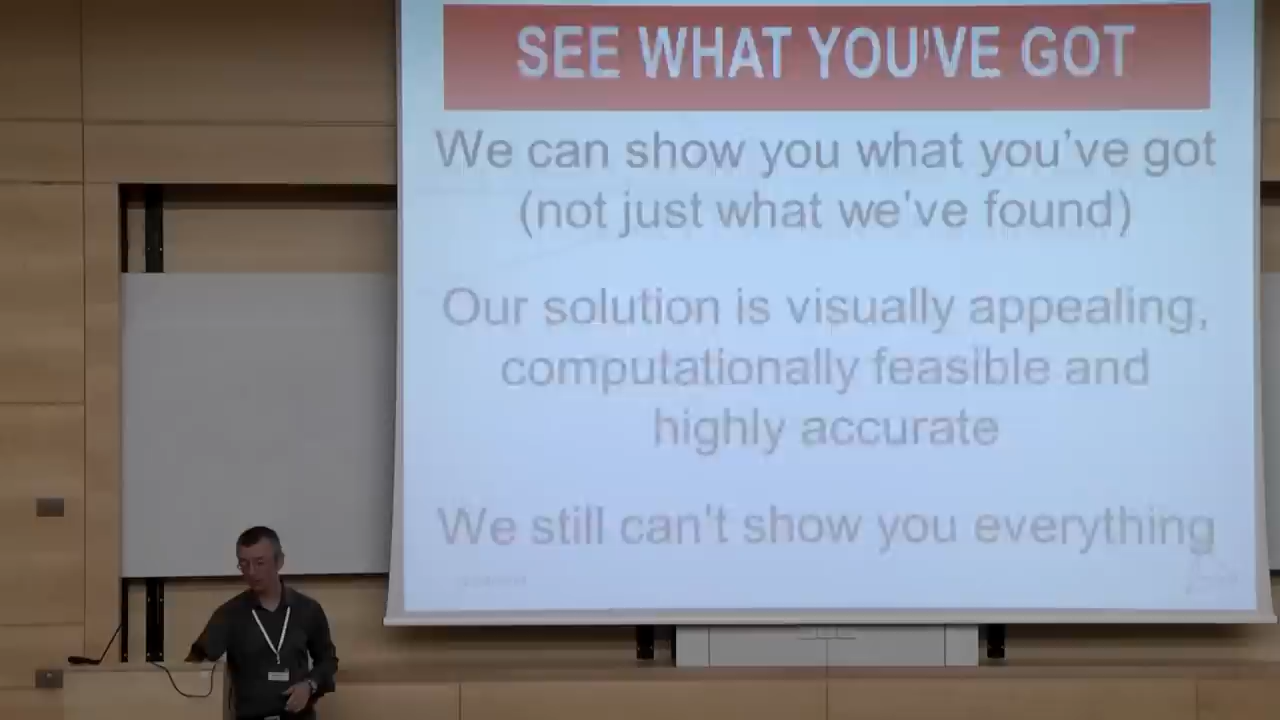 SEE WHAT YOU'VE GOT
We can show you what you've got
(not just what we've found)
Our solution is visually appealing,
computationally feasible and
highly accurate
We still can't show you everything